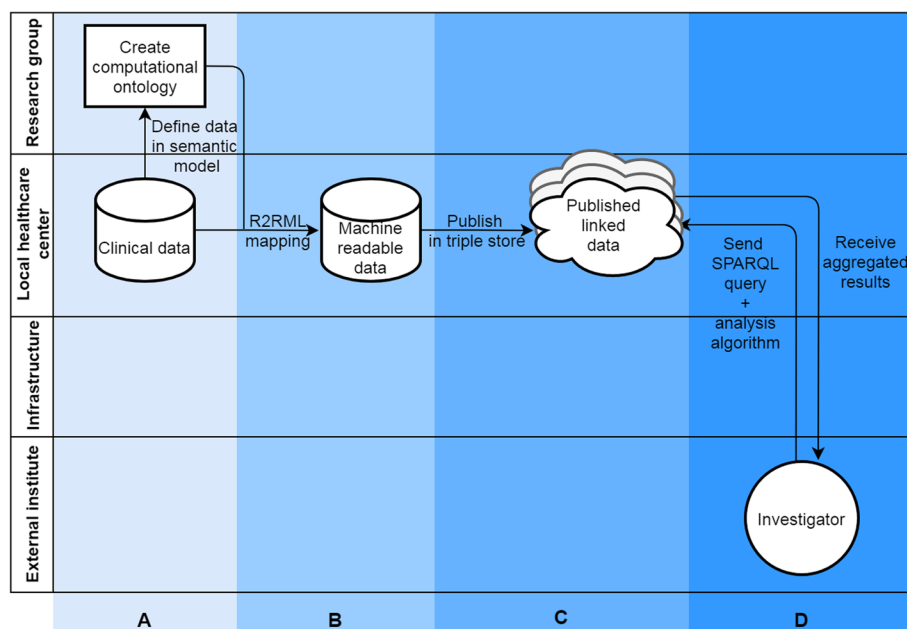 Research group
Create
computational
ontology
Define data
in semantic
model
Local healthcare
center
Clinical data
R2RML
mapping
Machine
readable
data
Publish
in triple store
Published
linked
data
Send
SPARQL
query
+
analysis
algorithm
Receive
aggregated
results
Infrastructure
External institute
Investigator
A
B
C
D